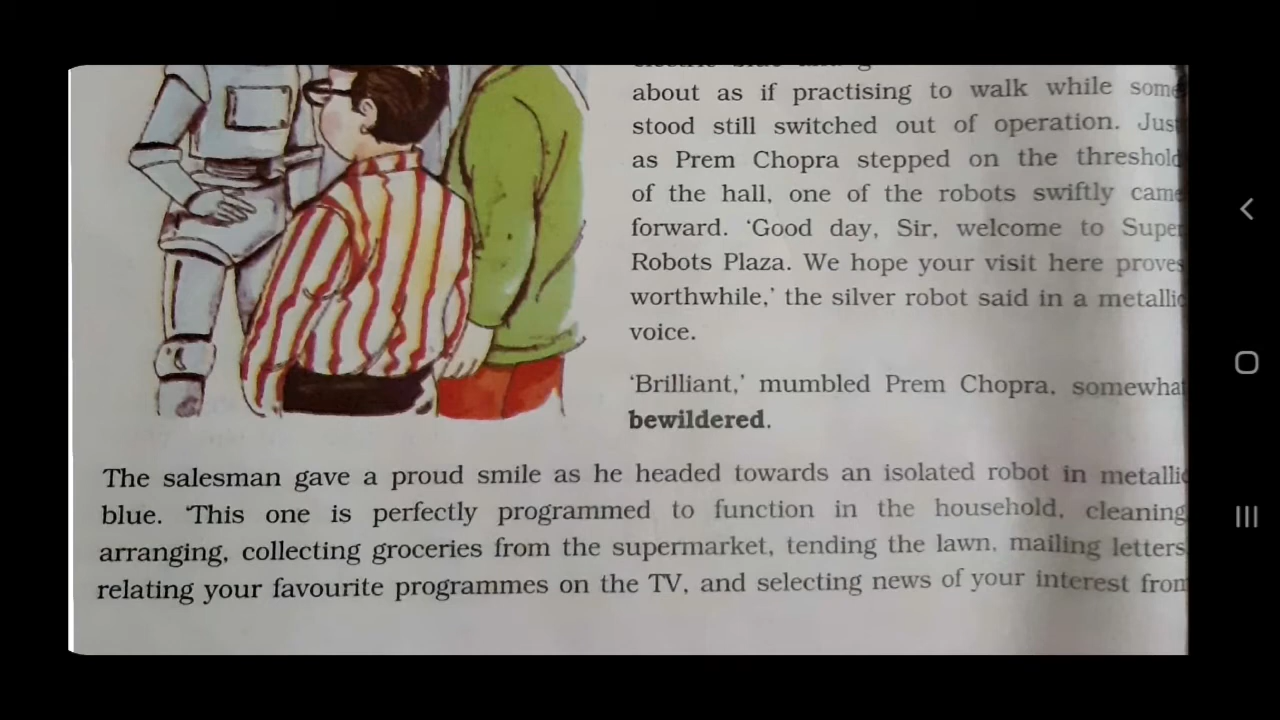 about as if practising to walk while some
stood still switched out of operation. Just
as Prem Chopra stepped on the threshold
of the hall, one of the robots swiftly came
forward. ‘Good day, Sir, welcome to Super
Robots Plaza. We hope your visit here proves
worthwhile,’ the silver robot said in a metallic
voice.
‘Brilliant,’ mumbled Prem Chopra, somewhat
bewildered.
The salesman gave a proud smile as he headed towards an isolated robot in metallic
blue. ‘This one is perfectly programmed to function in the household, cleaning
arranging, collecting groceries from the supermarket, tending the lawn, mailing letters
relating your favourite programmes on the TV, and selecting news of your interest from